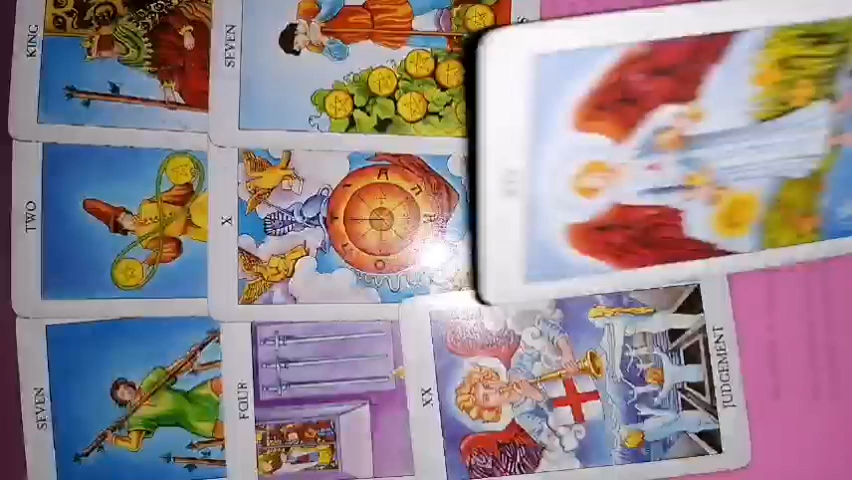 KING
SEVEN
TWO
X
SEVEN
FOUR
XX
JUDGEMENT